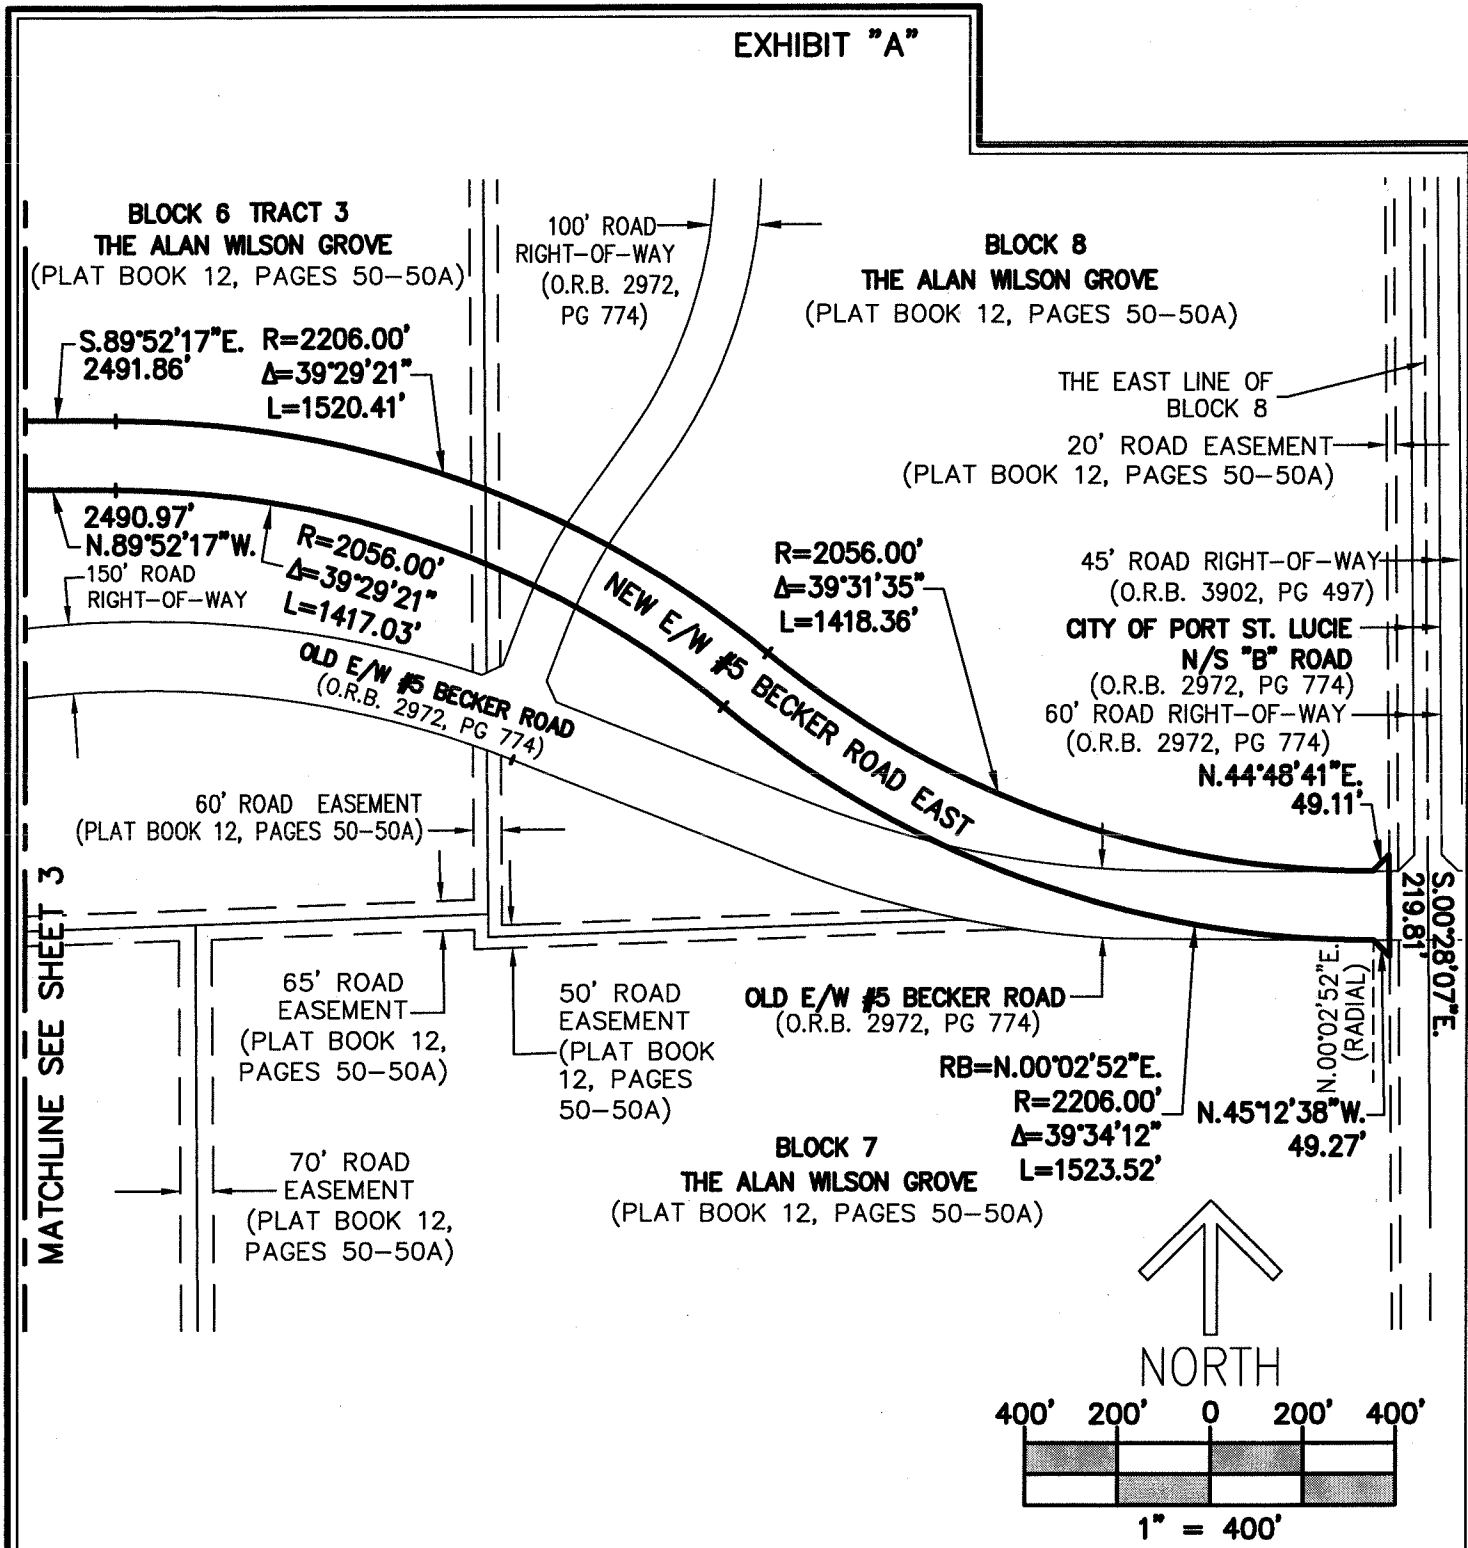 EXHIBIT "A"
BLOCK 6 TRACT 3
THE ALAN WILSON GROVE
(PLAT BOOK 12, PAGES 50-50A)
100' ROAD
RIGHT-OF-WAY
(O.R.B. 2972,
PG 774)
BLOCK 8
THE ALAN WILSON GROVE
(PLAT BOOK 12, PAGES 50-50A)
S.89°52'17"E.
2491.86'
R=2206.00'
Δ=39°29'21"
L=1520.41'
THE EAST LINE OF
BLOCK 8
20' ROAD EASEMENT
(PLAT BOOK 12, PAGES 50-50A)
2490.97'
N.89°52'17"W.
150' ROAD
RIGHT-OF-WAY
R=2056.00'
Δ=39°29'21"
L=1417.03'
R=2056.00'
Δ=39°31'35"
L=1418.36'
45' ROAD RIGHT-OF-WAY
(O.R.B. 3902, PG 497)
CITY OF PORT ST. LUCIE
N/S "B" ROAD
(O.R.B. 2972, PG 774)
60' ROAD RIGHT-OF-WAY
(O.R.B. 2972, PG 774)
NEW E/W #5 BECKER ROAD EAST
OLD E/W #5 BECKER ROAD
(O.R.B. 2972, PG 774)
N.44°48'41"E.
49.11'
60' ROAD EASEMENT
(PLAT BOOK 12, PAGES 50-50A)
MATCHLINE SEE SHEET 3
S.00°28'07"E.
219.81'
65' ROAD
EASEMENT
(PLAT BOOK 12,
PAGES 50-50A)
50' ROAD
EASEMENT
(PLAT BOOK
12, PAGES
50-50A)
OLD E/W #5 BECKER ROAD
(O.R.B. 2972, PG 774)
N.00°02'52"E.
(RADIAL)
RB=N.00°02'52"E.
R=2206.00'
Δ=39°34'12"
L=1523.52'
N.45°12'38"W.
49.27'
70' ROAD
EASEMENT
(PLAT BOOK 12,
PAGES 50-50A)
BLOCK 7
THE ALAN WILSON GROVE
(PLAT BOOK 12, PAGES 50-50A)
NORTH
400' 200' 0 200' 400'
1" = 400'